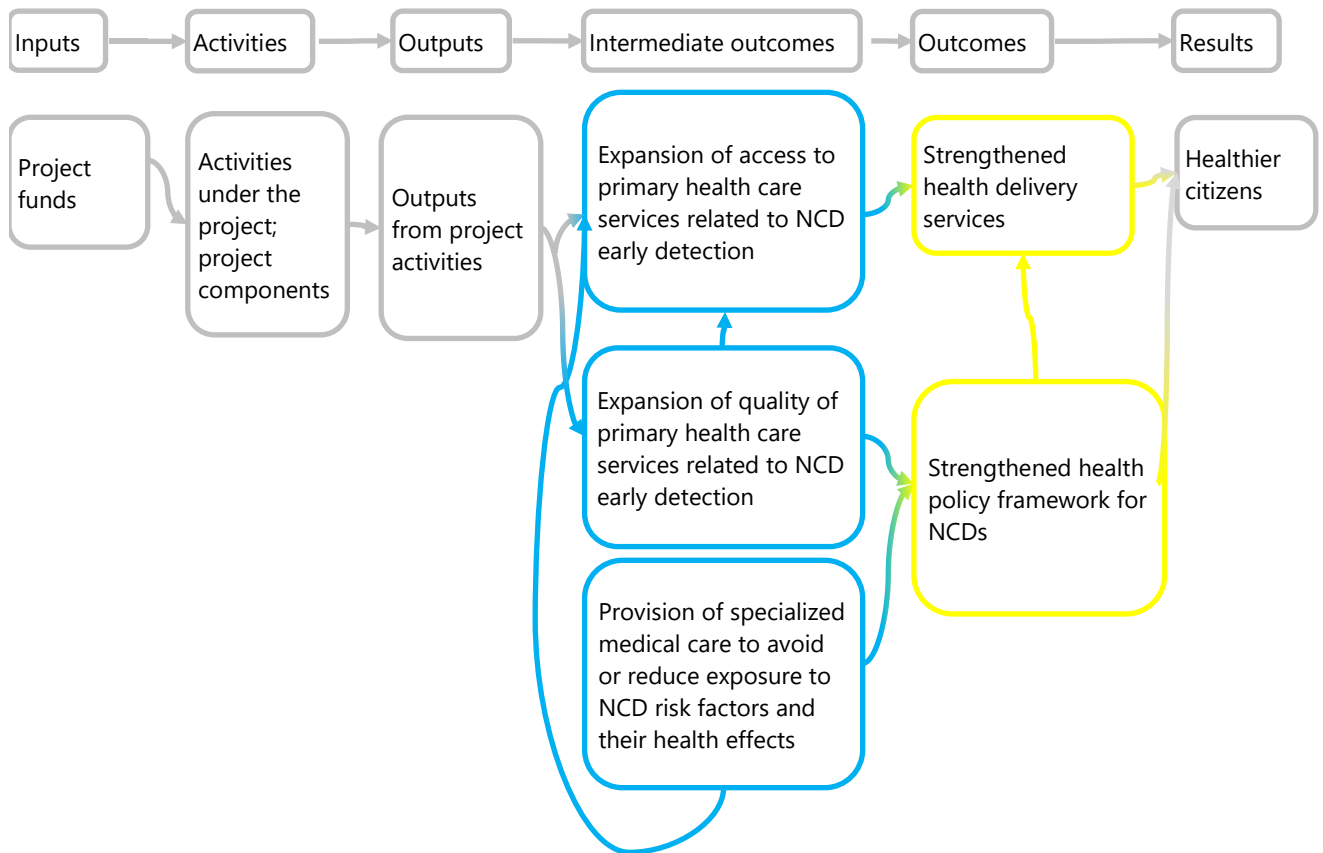 Inputs
Activities
Outputs
Intermediate outcomes
Outcomes
Results
Project
funds
Activities
under the
project;
project
components
Outputs
from project
activities
Expansion of access to
primary health care
services related to NCD
early detection
Strengthened
health delivery
services
Healthier
citizens
Expansion of quality of
primary health care
services related to NCD
early detection
Strengthened health
policy framework for
NCDs
Provision of specialized
medical care to avoid
or reduce exposure to
NCD risk factors and
their health effects